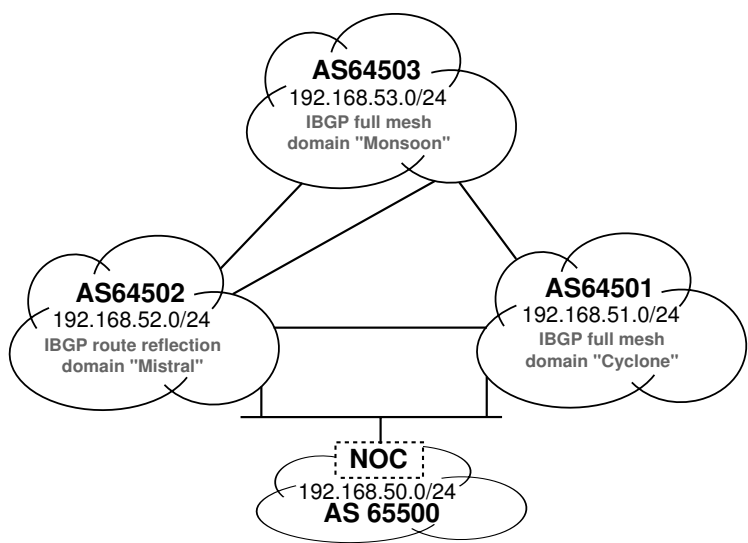 AS64503
192.168.53.0/24
IBGP full mesh
domain "Monsoon"
AS64502
192.168.52.0/24
IBGP route reflection
domain "Mistral"
AS64501
192.168.51.0/24
IBGP full mesh
domain "Cyclone"
NOC
192.168.50.0/24
AS 65500